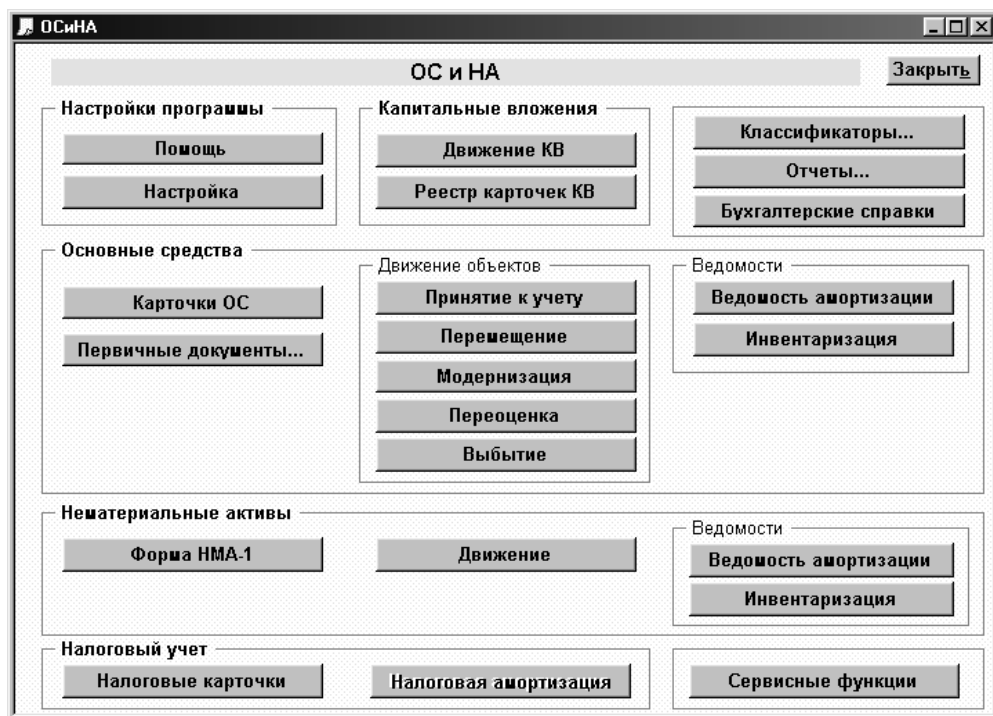 ОСиНА
ОС и НА
Закрыть
Настройки программы
Помощь
Настройка
Капитальные вложения
Движение КВ
Реестр карточек КВ
Классификаторы...
Отчеты...
Бухгалтерские справки
Основные средства
Карточки ОС
Первичные документы...
Движение объектов
Принятие к учету
Перемещение
Модернизация
Переоценка
Выбытие
Ведомости
Ведомость амортизации
Инвентаризация
Нематериальные активы
Форма НМА-1
Движение
Ведомости
Ведомость амортизации
Инвентаризация
Налоговый учет
Налоговые карточки
Налоговая амортизация
Сервисные функции